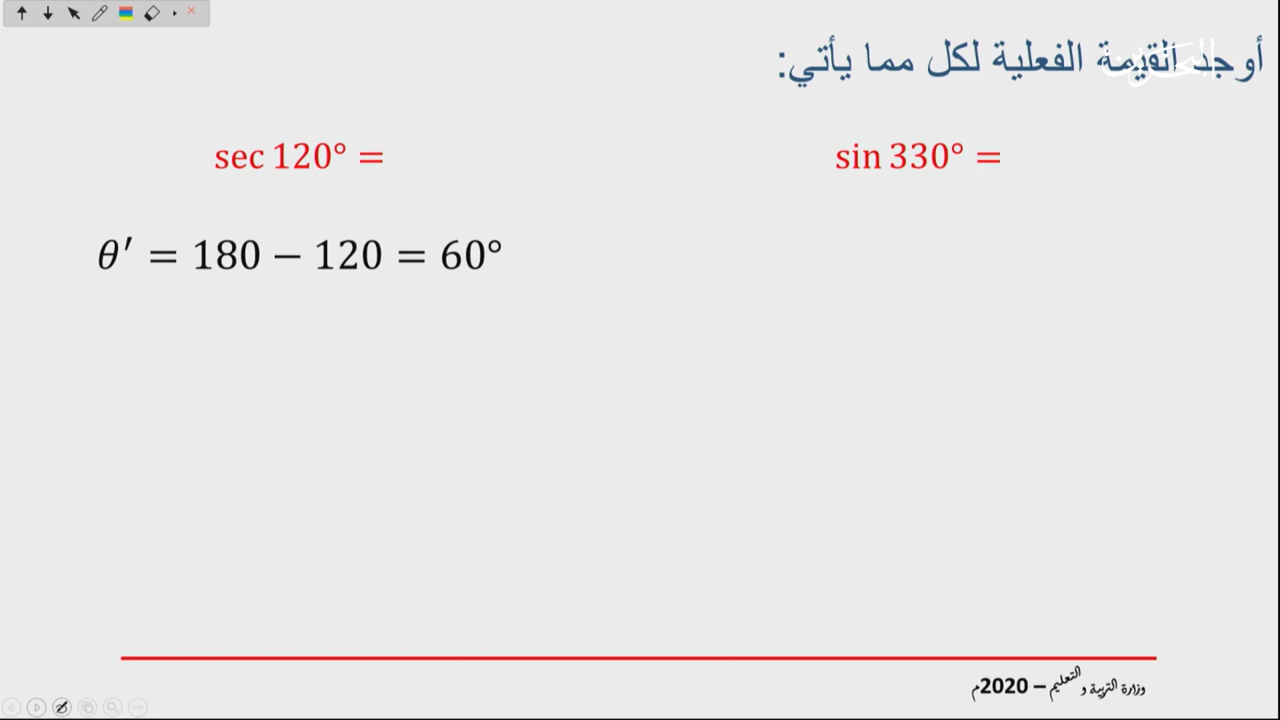 أوجد القيمة الفعلية لكل مما يأتي:
sin 330° =
sec 120° =
θ′ = 180 − 120 = 60°
وزارة التربية و التعليم – 2020م